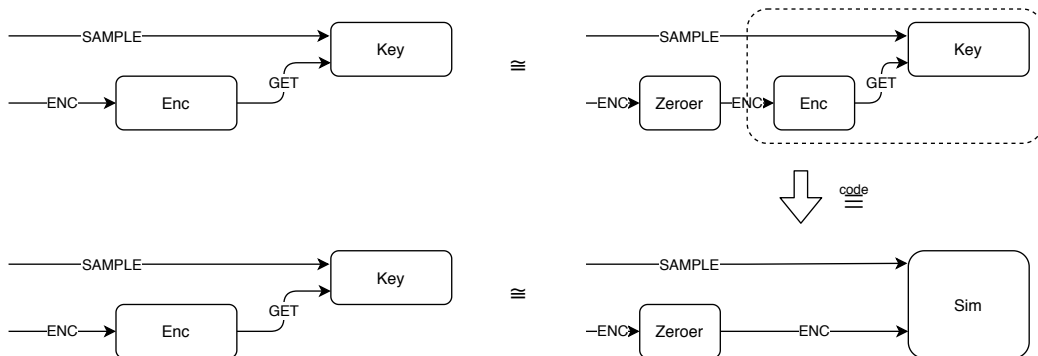 SAMPLE
Key
GET
ENC
Enc
≅
SAMPLE
Key
GET
ENC
Zeroer
ENC
Enc
code
≡
SAMPLE
Key
GET
ENC
Enc
≅
SAMPLE
Sim
ENC
Zeroer
ENC